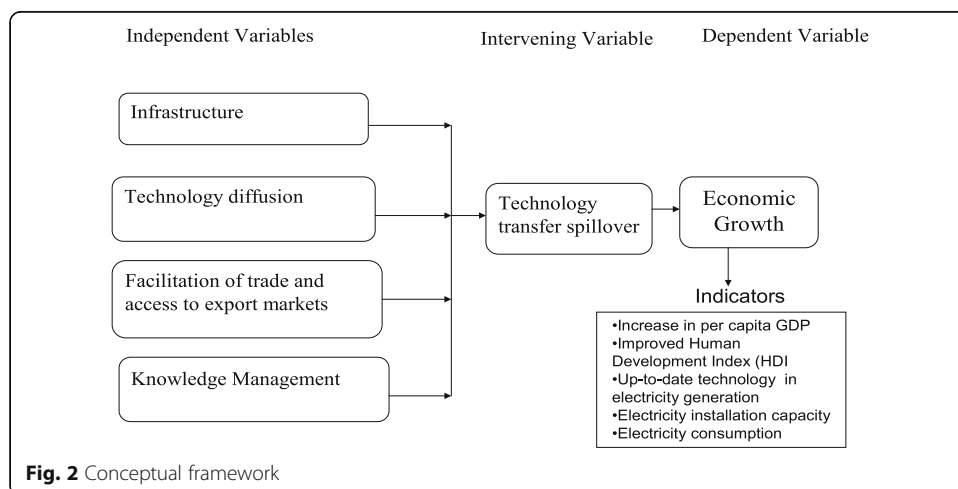 Independent Variables
Intervening Variable
Dependent Variable
Infrastructure
Technology diffusion
Facilitation of trade and
access to export markets
Knowledge Management
Technology
transfer spillover
Economic
Growth
Indicators
•Increase in per capita GDP
•Improved Human
Development Index (HDI
•Up-to-date technology in
electricity generation
•Electricity installation capacity
•Electricity consumption
Fig. 2 Conceptual framework